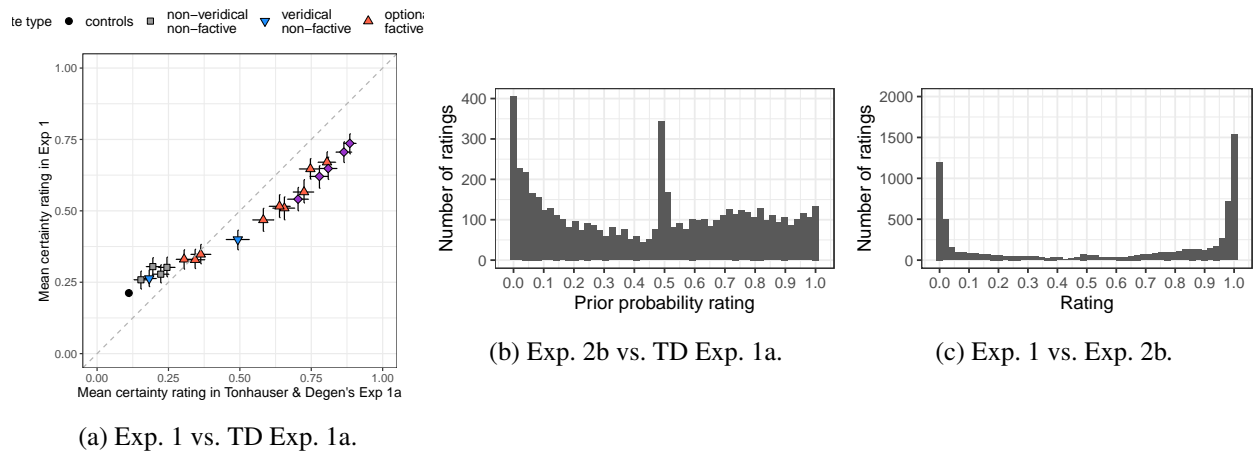 te type controls non−veridical
non−factive veridical
non−factive optiona
factive
1.00
0.75
0.50
0.25
0.00
0.00 0.25 0.50 0.75 1.00
Mean certainty rating in Exp 1
Mean certainty rating in Tonhauser & Degen's Exp 1a
(a) Exp. 1 vs. TD Exp. 1a.
400
300
200
100
0
0.0 0.1 0.2 0.3 0.4 0.5 0.6 0.7 0.8 0.9 1.0
Number of ratings
Prior probability rating
(b) Exp. 2b vs. TD Exp. 1a.
2000
1500
1000
500
0
0.0 0.1 0.2 0.3 0.4 0.5 0.6 0.7 0.8 0.9 1.0
Number of ratings
Rating
(c) Exp. 1 vs. Exp. 2b.